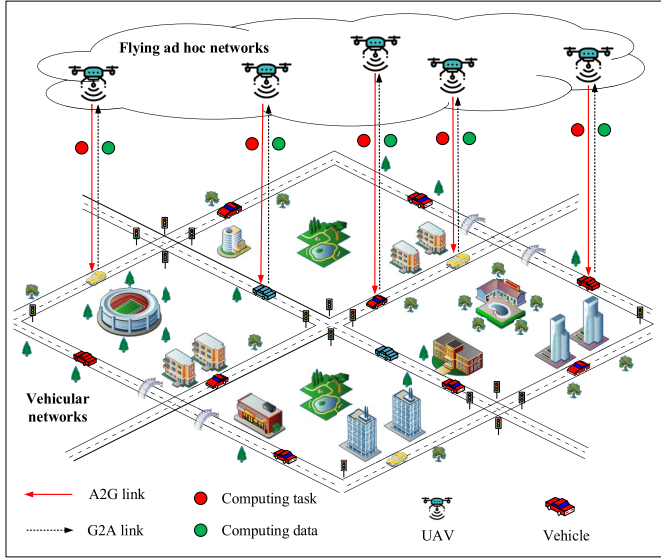 Flying ad hoc networks
Vehicular
networks
A2G link
Computing task
G2A link
Computing data
UAV
Vehicle